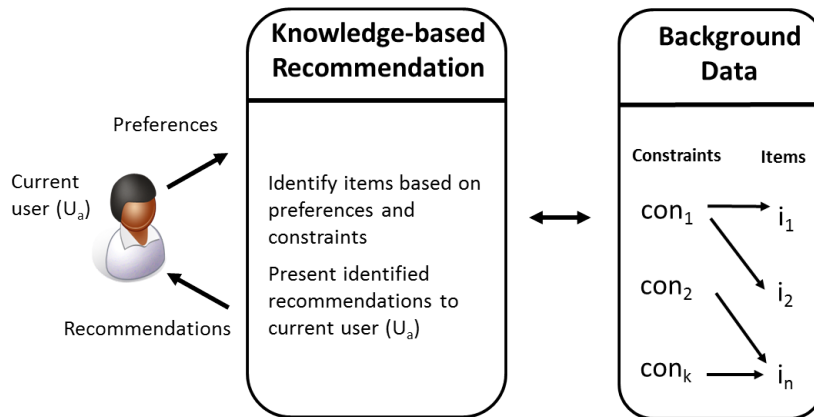 Knowledge-based
Recommendation
Background
Data
Preferences
Current
user (Uₐ)
Recommendations
Identify items based on
preferences and
constraints
Present identified
recommendations to
current user (Uₐ)
Constraints Items
con₁ i₁
con₂ i₂
conₖ iₙ